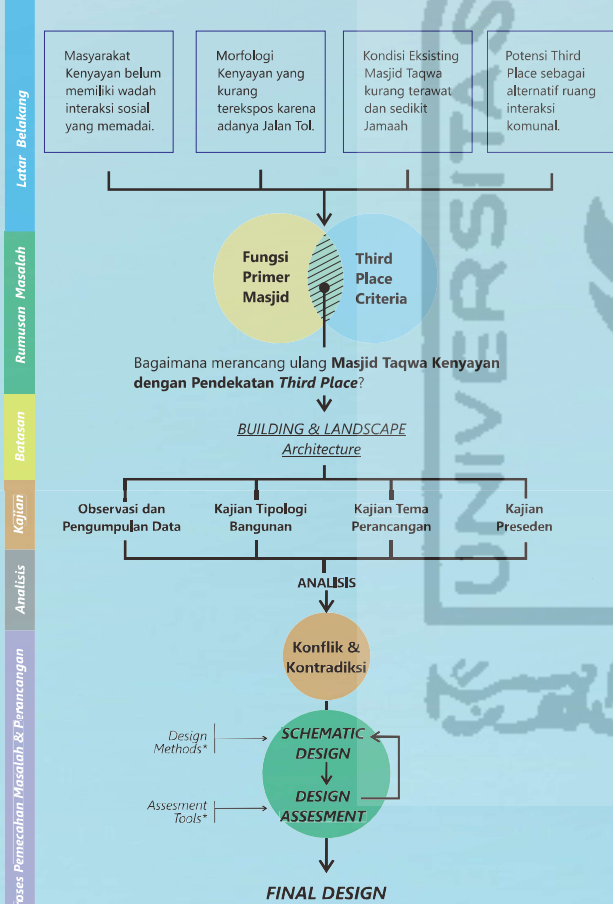 Latar Belakang
Masyarakat
Kenyayan belum
memiliki wadah
interaksi sosial
yang memadai.
Morfologi
Kenyayan yang
kurang
terekspos karena
adanya Jalan Tol.
Kondisi Eksisting
Masjid Taqwa
kurang terawat
dan sedikit
Jamaah
Potensi Third
Place sebagai
alternatif ruang
interaksi
komunal.
Rumusan Masalah
Fungsi
Primer
Masjid
Third
Place
Criteria
Bagaimana merancang ulang Masjid Taqwa Kenyayan
dengan Pendekatan Third Place?
Batasan
BUILDING & LANDSCAPE
Architecture
Kajian
Observasi dan
Pengumpulan Data
Kajian Tipologi
Bangunan
Kajian Tema
Perancangan
Kajian
Preseden
Analisis
ANALISIS
Konflik &
Kontradiksi
Proses Pemecahan Masalah & Perancangan
Design
Methods*
SCHEMATIC
DESIGN
Assesment
Tools*
DESIGN
ASSESMENT
FINAL DESIGN
UNIVERSITAS